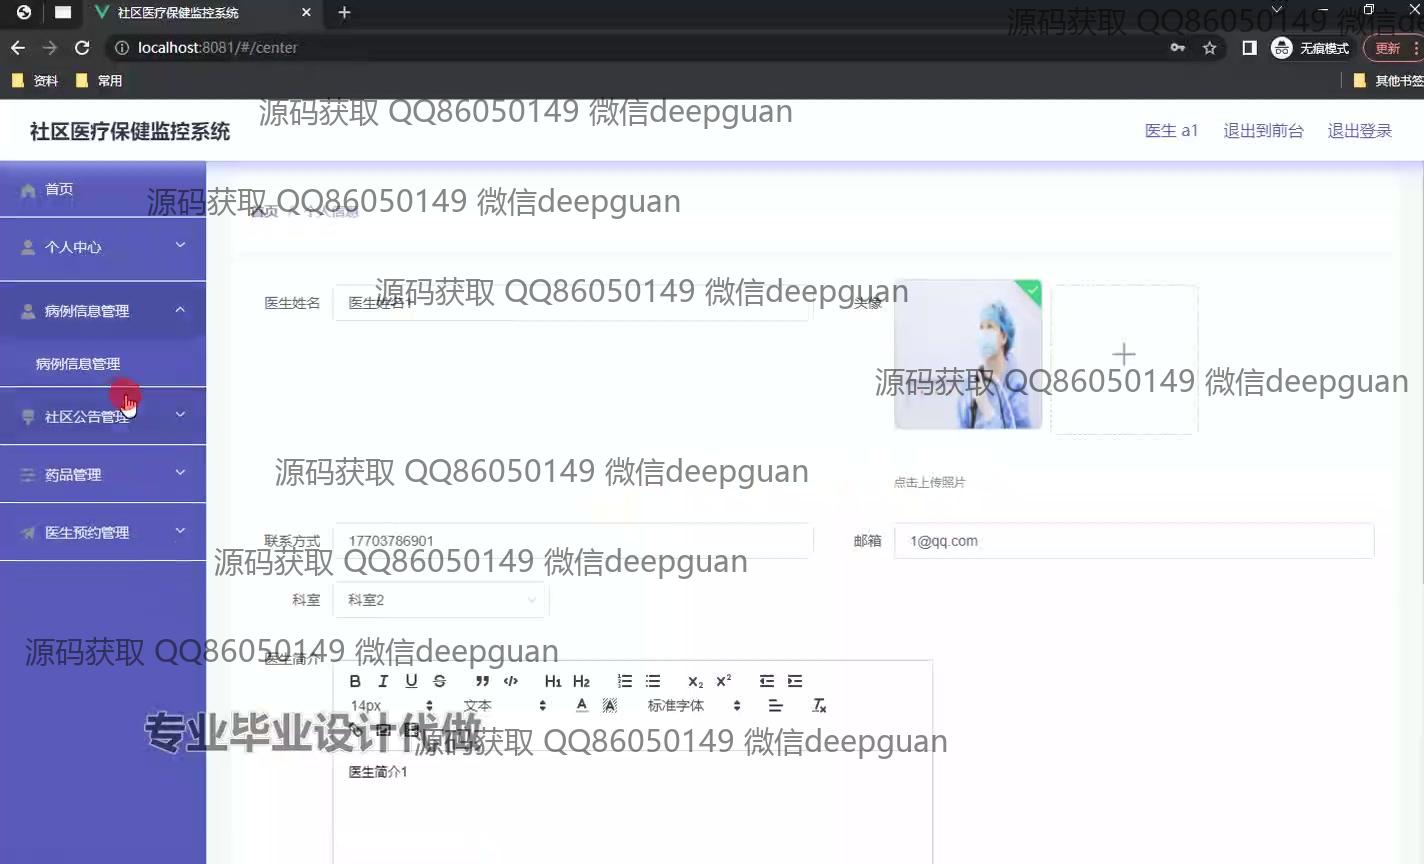 社区医疗保健监控系统
localhost:8081/#/center
无痕模式
更新
资料
常用
其他书签
源码获取 QQ86050149 微信de
社区医疗保健监控系统
源码获取 QQ86050149 微信deepguan
医生 a1
退出到前台
退出登录
首页
源码获取 QQ86050149 微信deepguan
首页
个人信息
个人中心
源码获取 QQ86050149 微信deepguan
医生姓名
医生姓名1
头像
病例信息管理
病例信息管理
源码获取 QQ86050149 微信deepguan
社区公告管理
药品管理
源码获取 QQ86050149 微信deepguan
点击上传照片
医生预约管理
联系方式
17703786901
邮箱
1@qq.com
源码获取 QQ86050149 微信deepguan
科室
科室2
源码获取 QQ86050149 微信deepguan
医生简介
B I U S H1 H2 X2 X2
14px
文本
A A
标准字体
Tx
专业毕业设计代做
源码获取 QQ86050149 微信deepguan
医生简介1